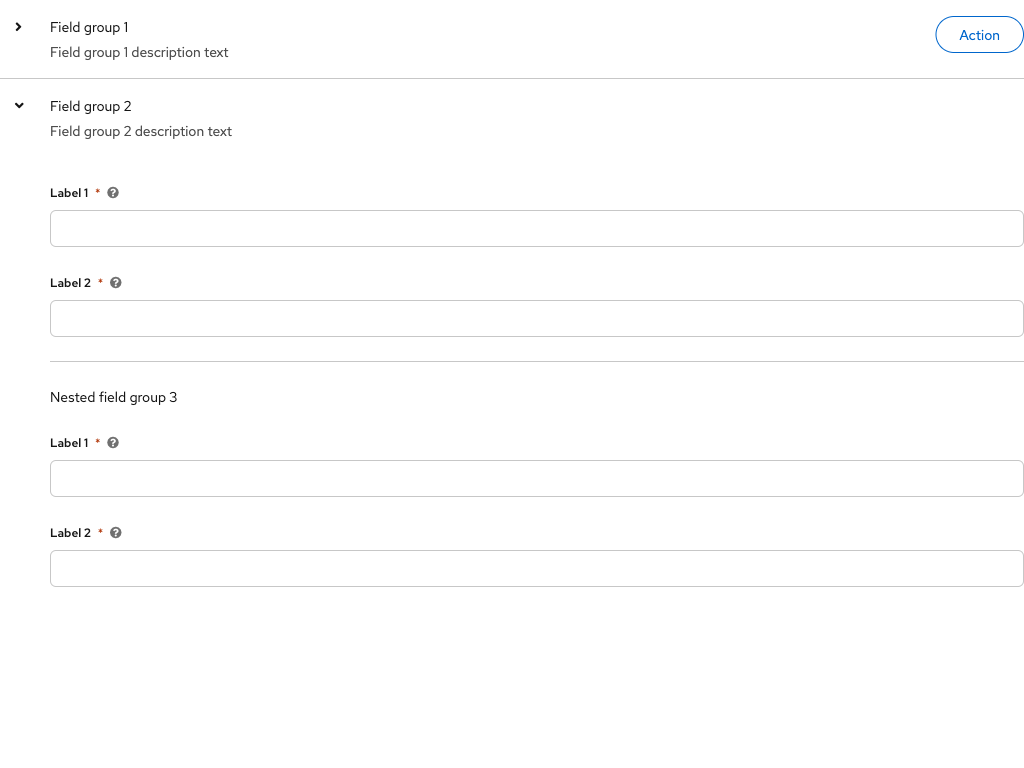 Field group 1
Action
Field group 1 description text
Field group 2
Field group 2 description text
Label 1 *
Label 2 *
Nested field group 3
Label 1 *
Label 2 *